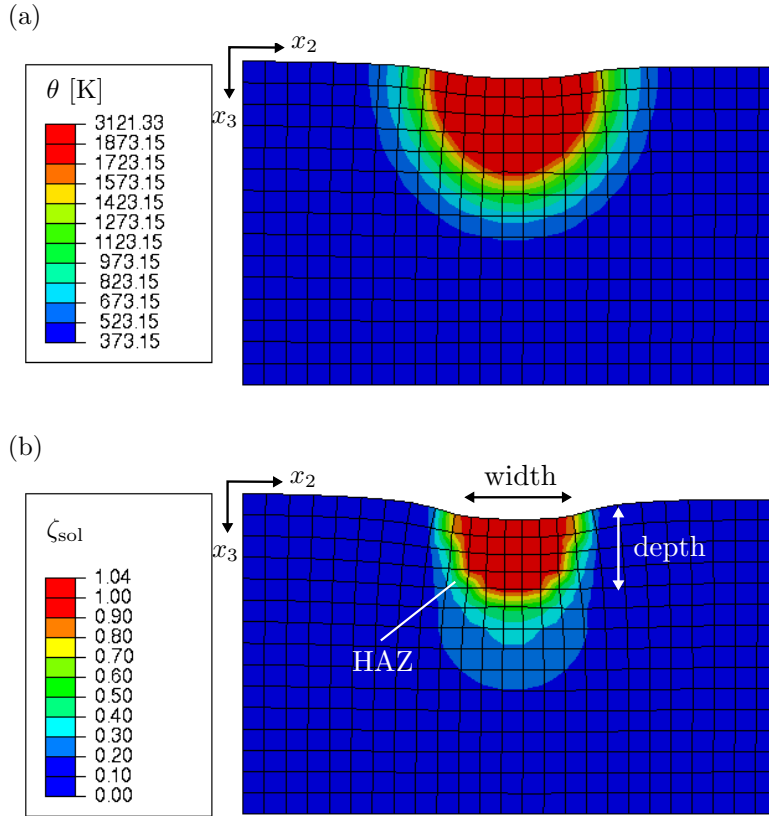 (a)
x₂
θ [K]
x₃
3121.33
1873.15
1723.15
1573.15
1423.15
1273.15
1123.15
973.15
823.15
673.15
523.15
373.15
(b)
x₂
width
ζsol
x₃
depth
1.04
1.00
0.90
0.80
0.70
0.60
0.50
0.40
0.30
0.20
0.10
0.00
HAZ